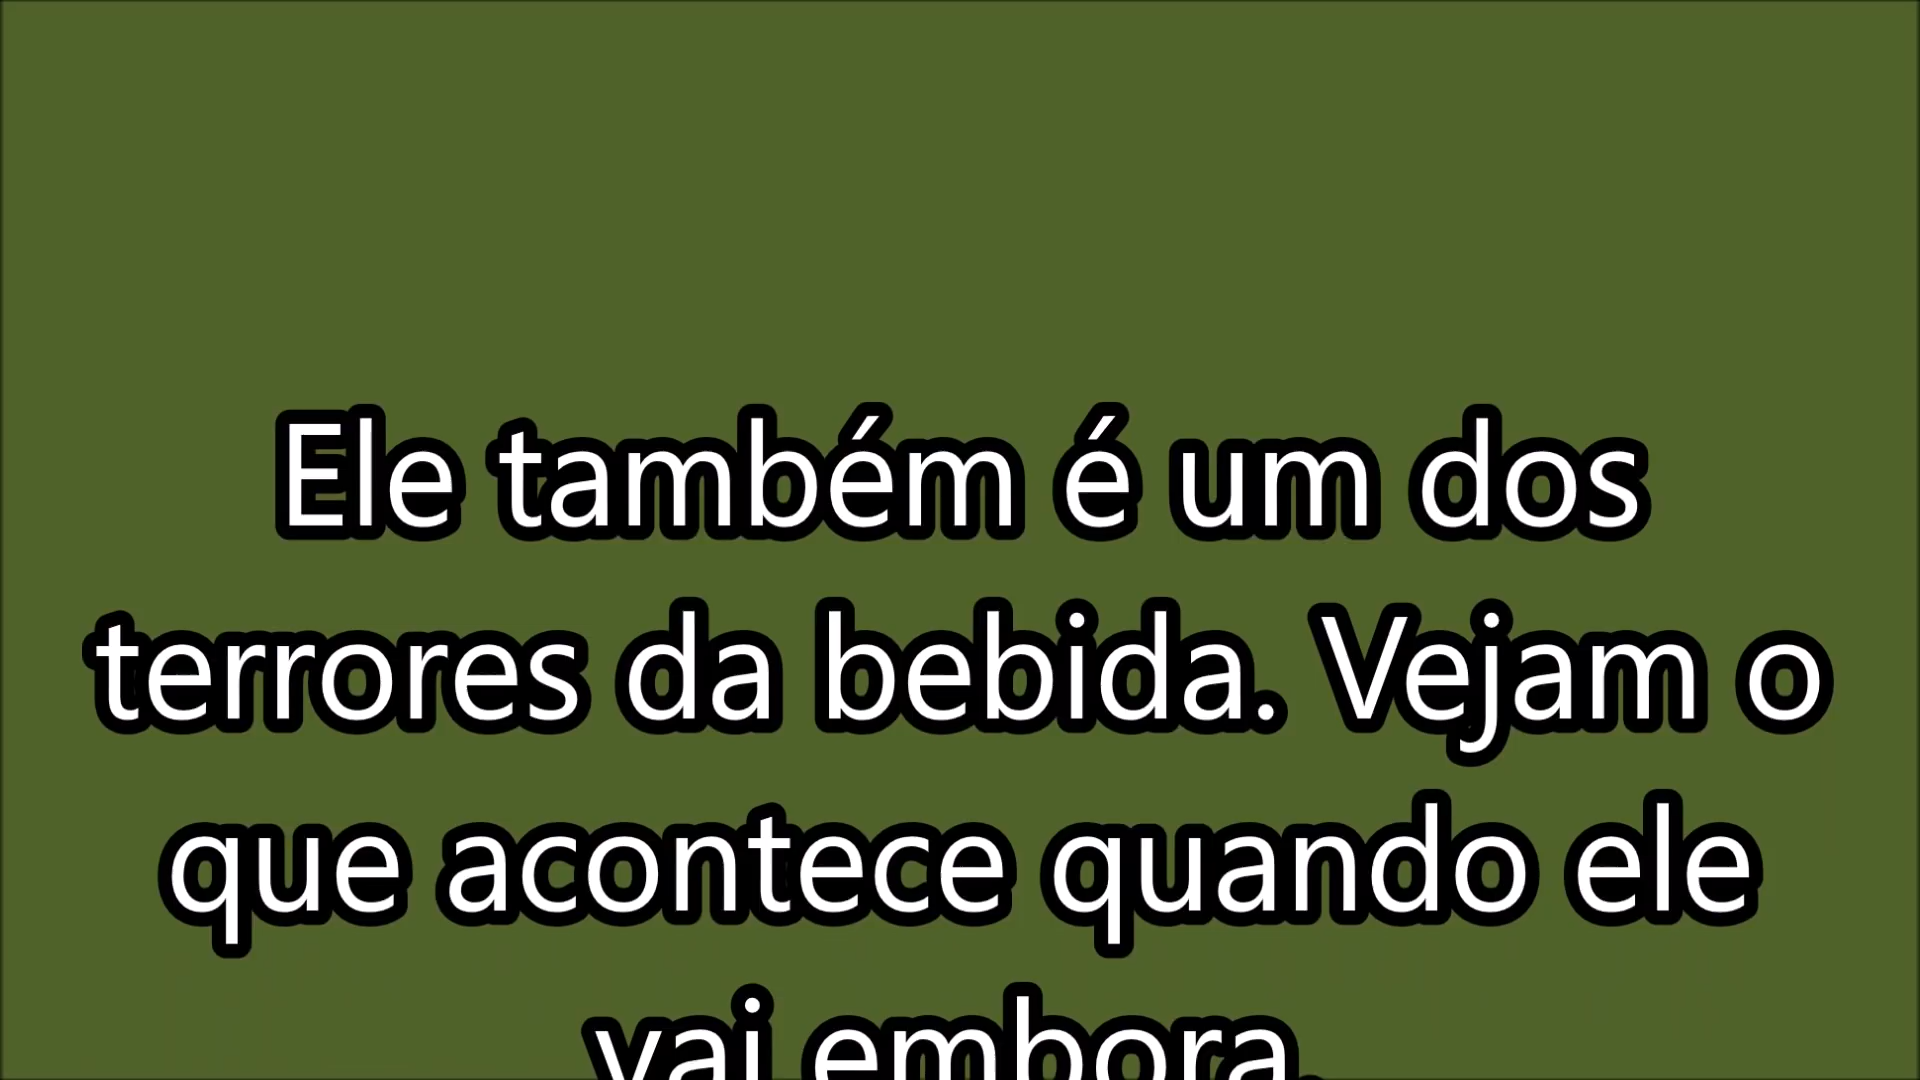 Ele também é um dos
terrores da bebida. Vejam o
que acontece quando ele
vai embora.